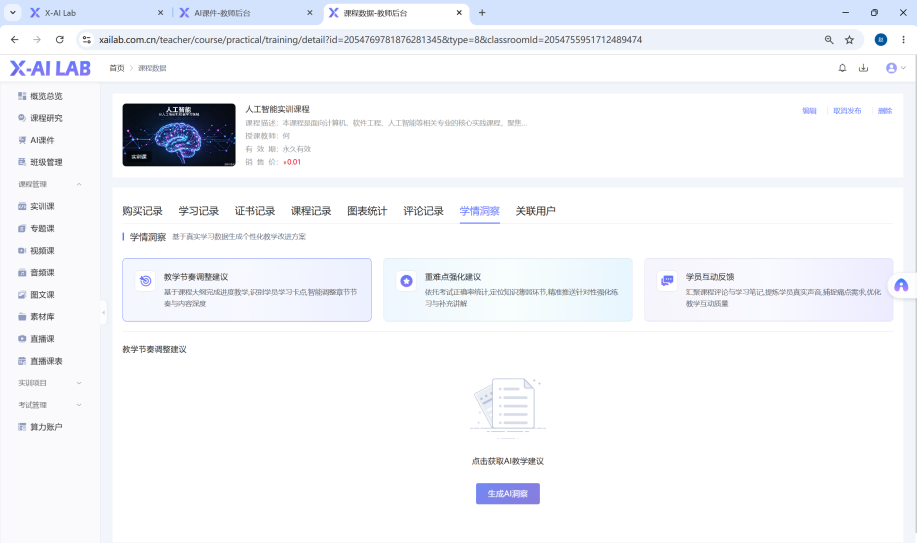 X-AI Lab
AI课件-教师后台
课程数据-教师后台
xailab.com.cn/teacher/course/practical/training/detail?id=2054769781876281345&type=8&classroomId=2054755951712489474
X-AI LAB
首页 > 课程数据
概览总览
课程研究
AI课件
班级管理
课程管理
实训课
专题课
视频课
音频课
图文课
素材库
直播课
直播课表
实训项目
考试管理
算力账户
人工智能
实训课
人工智能实训课程
编辑
取消发布
删除
课程描述：本课程是面向计算机、软件工程、人工智能等相关专业的核心实践课程，聚焦...
授课教师：何
有 效 期：永久有效
销 售 价：¥0.01
购买记录
学习记录
证书记录
课程记录
图表统计
评论记录
学情洞察
关联用户
学情洞察 基于真实学习数据生成个性化教学改进方案
教学节奏调整建议
基于课程大纲完成进度教学,识别学员学习卡点,智能调整章节节
奏与内容深度
重难点强化建议
依托考试正确率统计,定位知识薄弱环节,精准推送针对性强化练
习与补充讲解
学员互动反馈
汇聚课程评论与学习笔记,提炼学员真实声音,捕捉痛点需求,优化
教学互动质量
教学节奏调整建议
点击获取AI教学建议
生成AI洞察